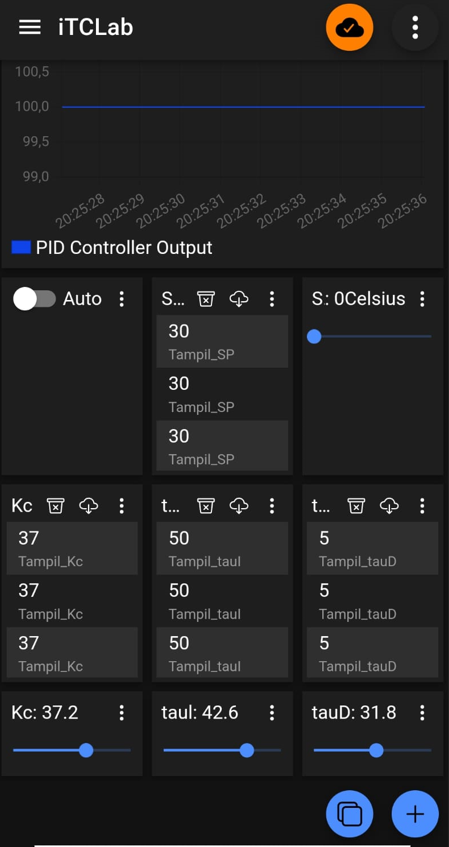 iTCLab
100,5
100,0
99,5
99,0
20:25:28 20:25:29 20:25:30 20:25:31 20:25:32 20:25:33 20:25:34 20:25:35 20:25:36
PID Controller Output
Auto
S...
30
Tampil_SP
30
Tampil_SP
30
Tampil_SP
S: 0Celsius
Kc
37
Tampil_Kc
37
Tampil_Kc
37
Tampil_Kc
t...
50
Tampil_tauI
50
Tampil_tauI
50
Tampil_tauI
t...
5
Tampil_tauD
5
Tampil_tauD
5
Tampil_tauD
Kc: 37.2
tauI: 42.6
tauD: 31.8